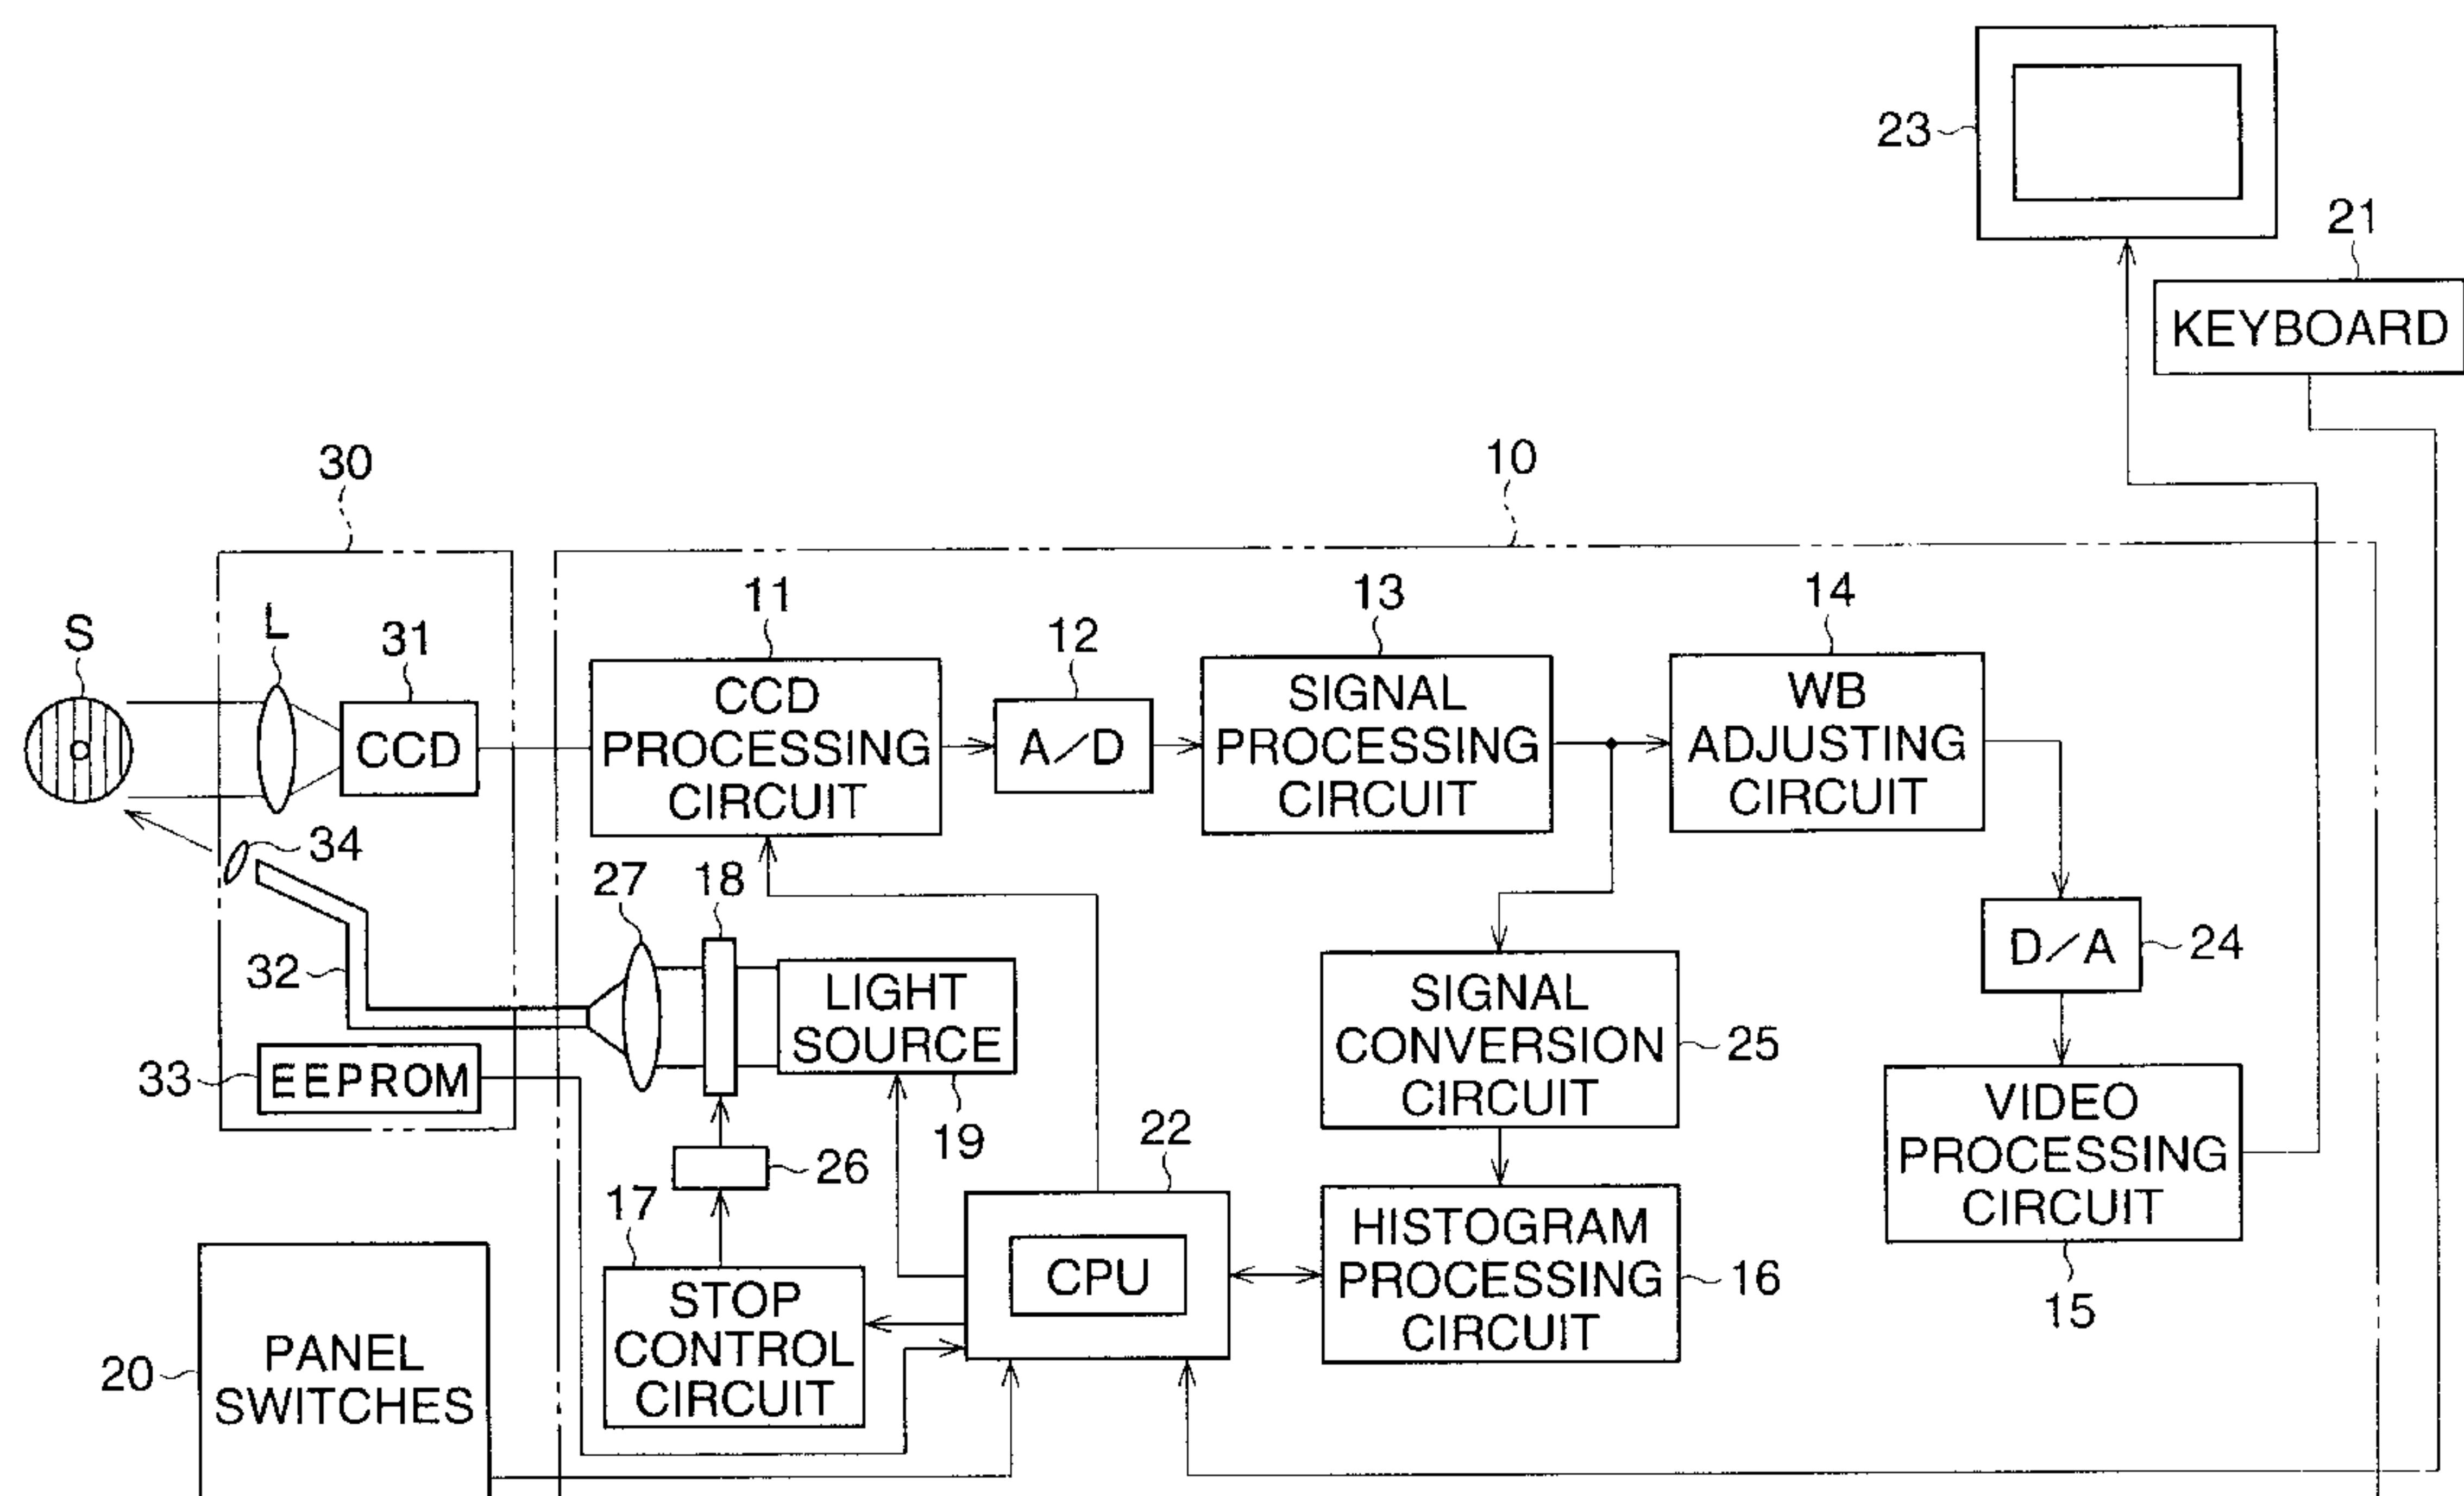 23
21
KEYBOARD
30
10
S
L
31
CCD
11
CCD
PROCESSING
CIRCUIT
12
A/D
13
SIGNAL
PROCESSING
CIRCUIT
14
WB
ADJUSTING
CIRCUIT
34
27
18
32
LIGHT
SOURCE
19
D/A
24
SIGNAL
CONVERSION
CIRCUIT
25
33
EEPROM
26
22
VIDEO
PROCESSING
CIRCUIT
15
17
STOP
CONTROL
CIRCUIT
CPU
HISTOGRAM
PROCESSING
CIRCUIT
16
20
PANEL
SWITCHES